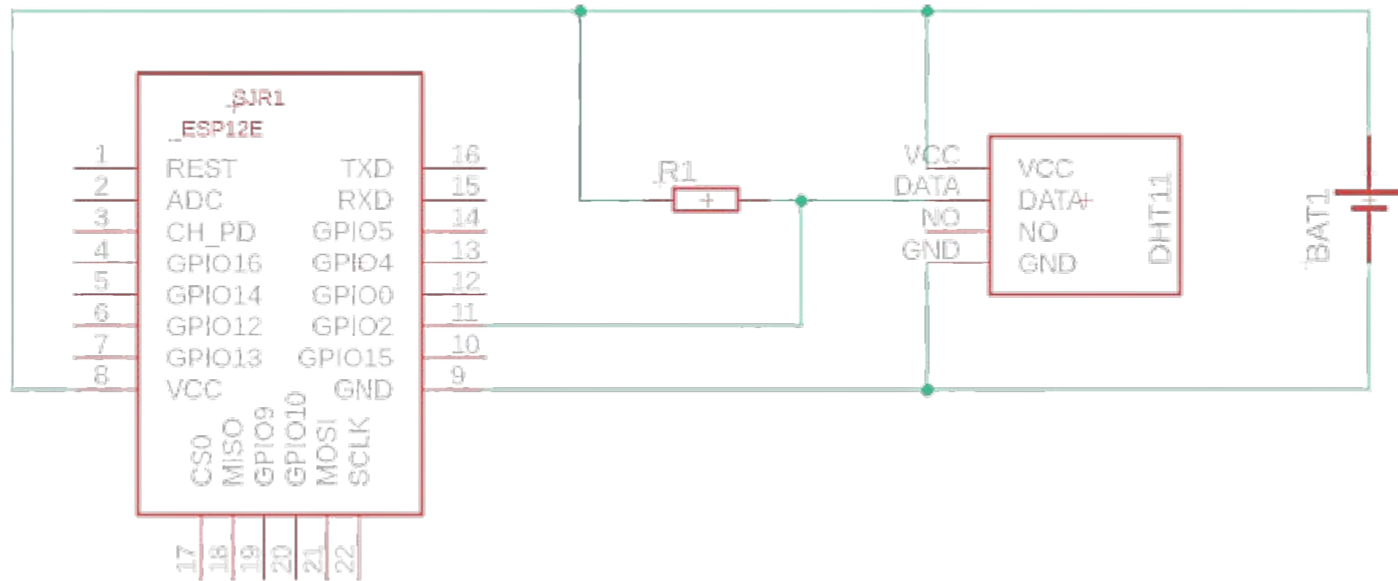 SJR1
ESP12E
1 REST TXD 16
2 ADC RXD 15
3 CH_PD GPIO5 14
4 GPIO16 GPIO4 13
5 GPIO14 GPIO0 12
6 GPIO12 GPIO2 11
7 GPIO13 GPIO15 10
8 VCC GND 9
CS0
MISO
GPIO9
GPIO10
MOSI
SCLK
17
18
19
20
21
22
R1
VCC VCC
DATA DATA
NO NO
GND GND
DHT11
BAT1